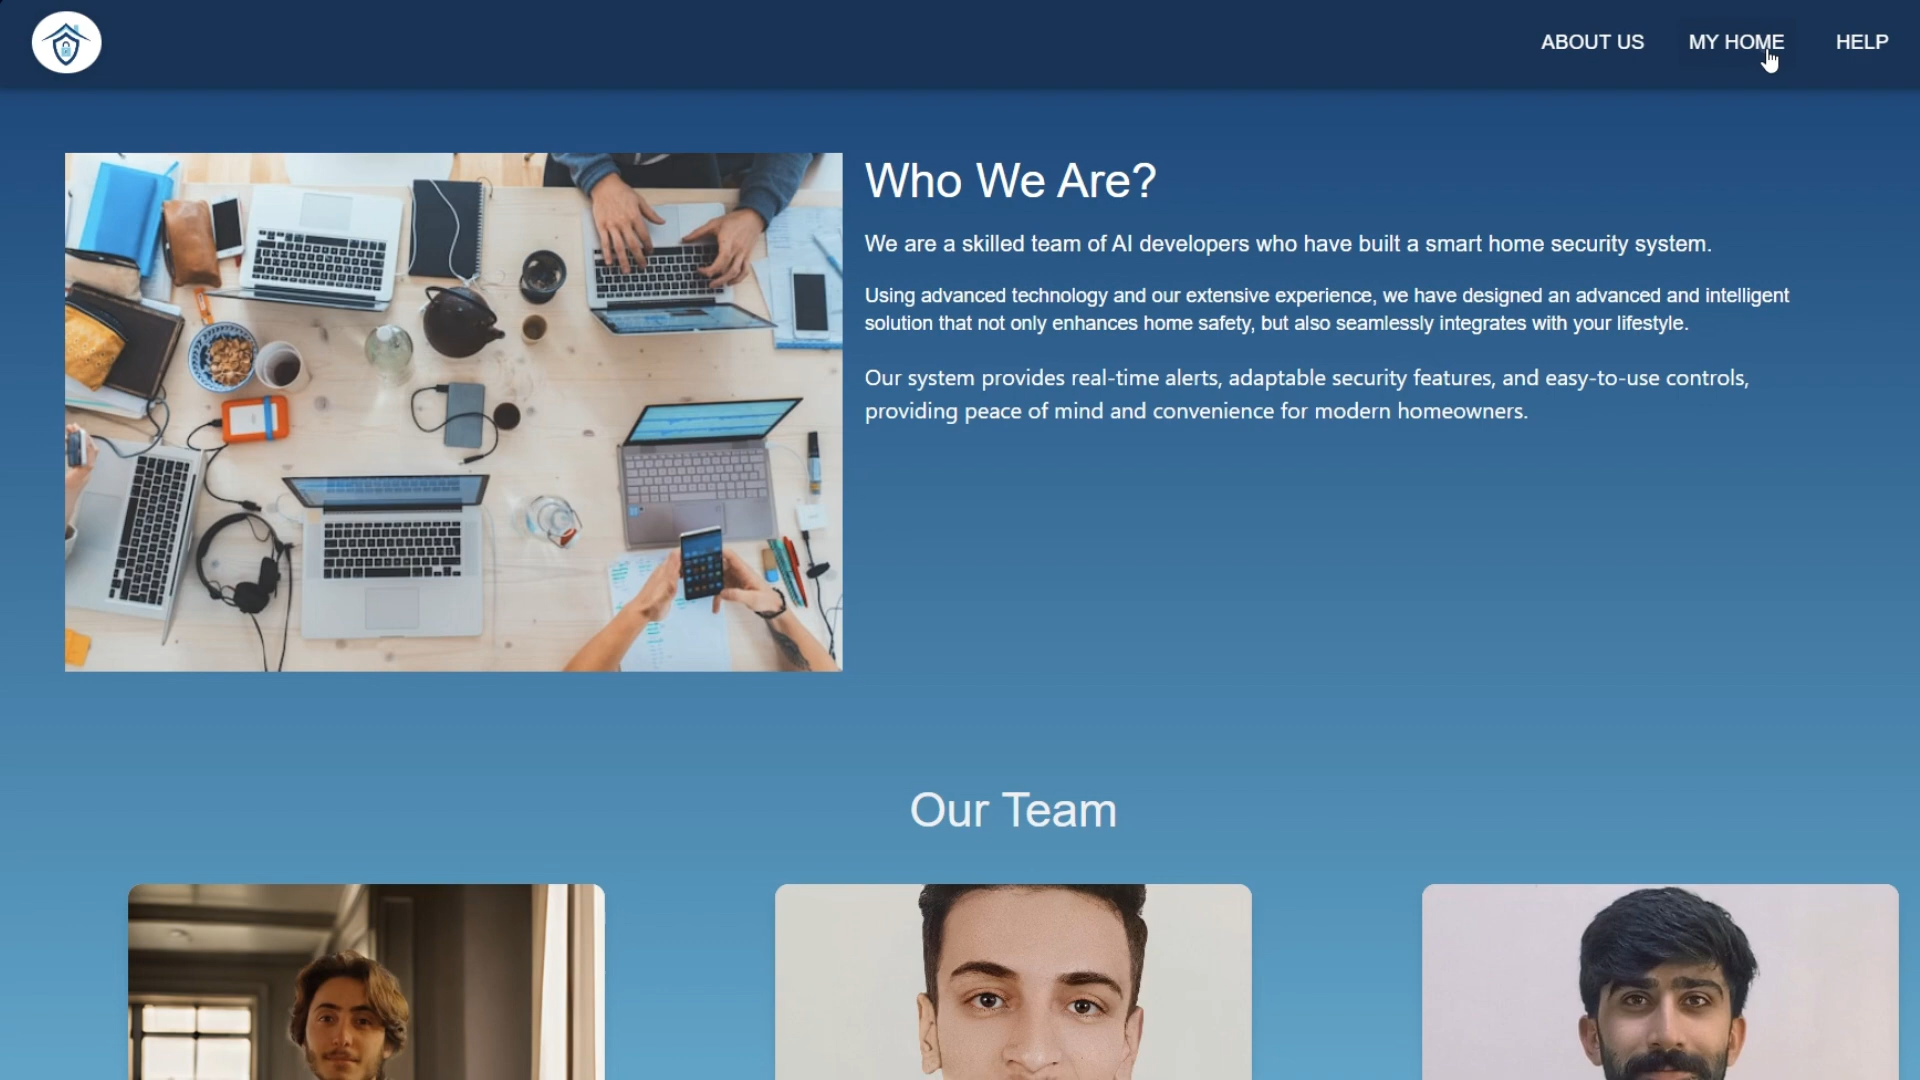 ABOUT US
MY HOME
HELP
Who We Are?
We are a skilled team of AI developers who have built a smart home security system.
Using advanced technology and our extensive experience, we have designed an advanced and intelligent
solution that not only enhances home safety, but also seamlessly integrates with your lifestyle.
Our system provides real-time alerts, adaptable security features, and easy-to-use controls,
providing peace of mind and convenience for modern homeowners.
Our Team